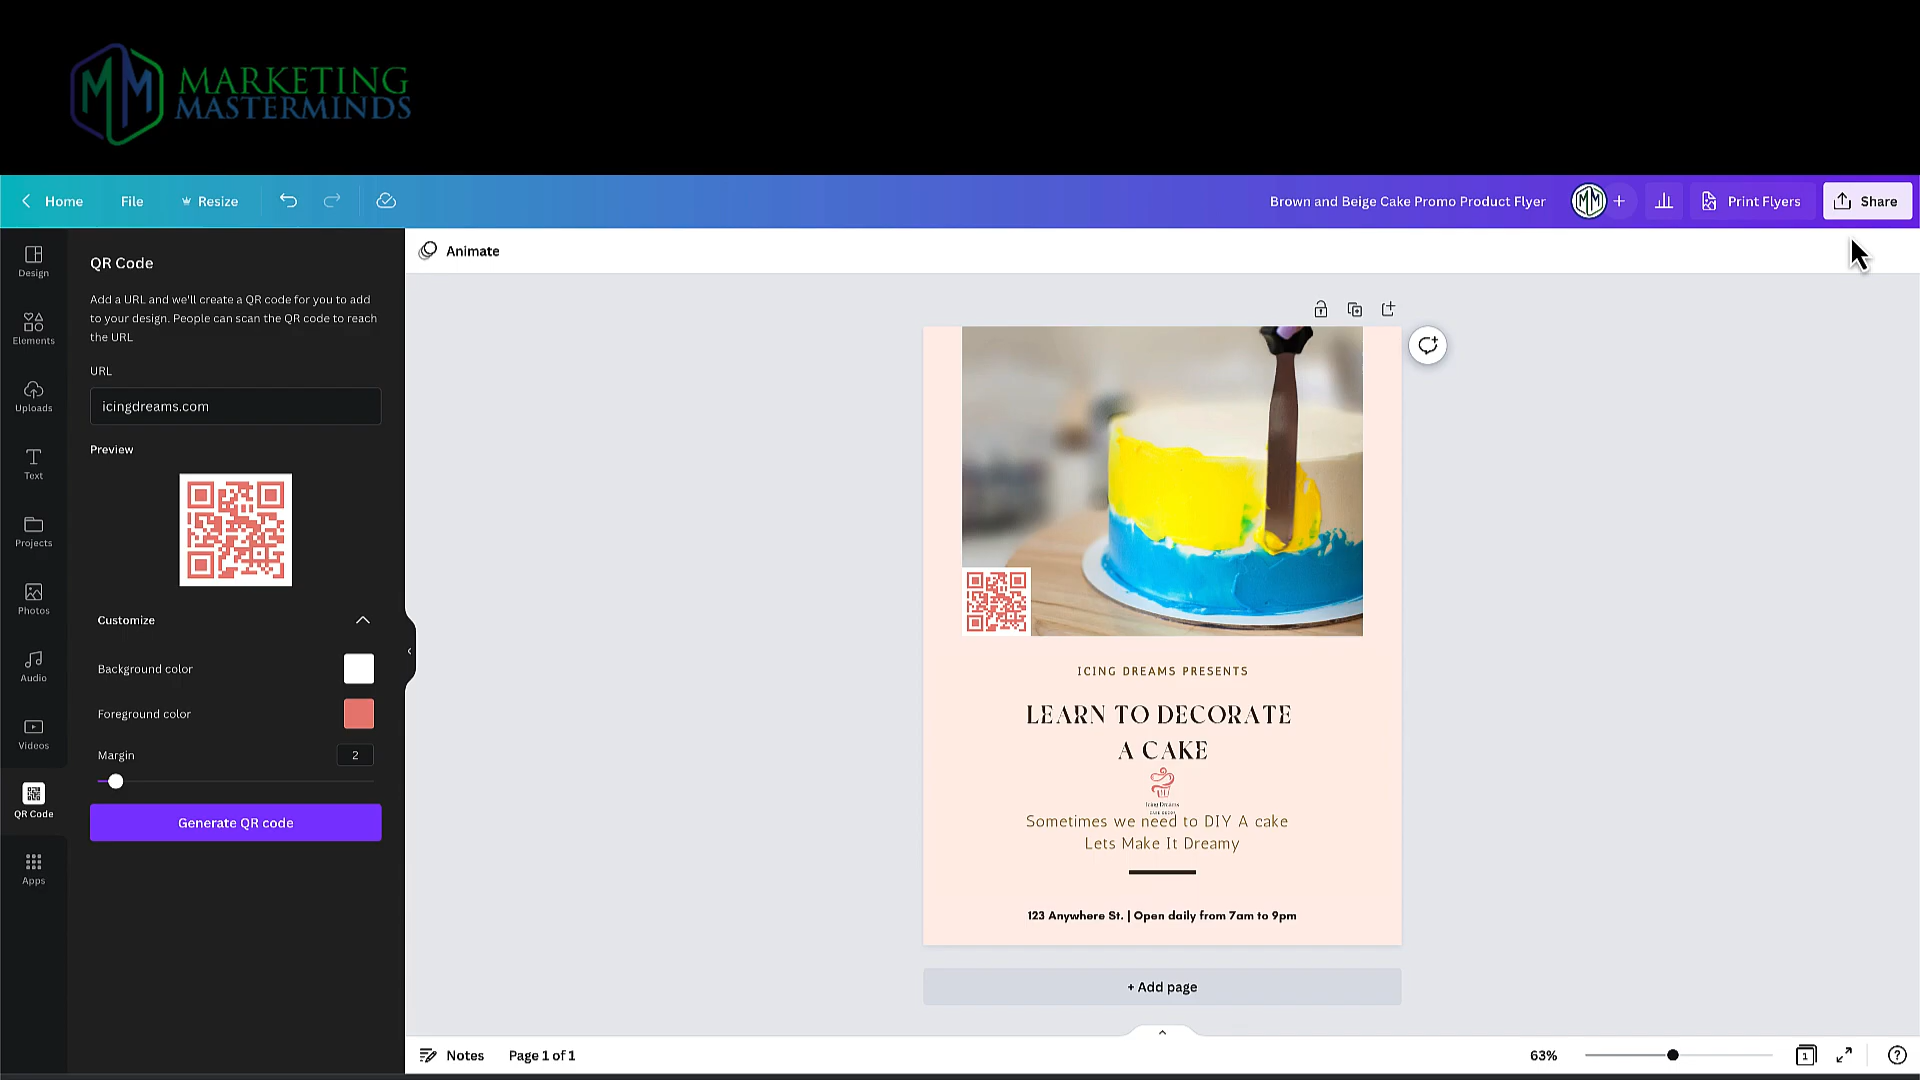 MARKETING
MASTERMINDS
Home
File
Resize
Brown and Beige Cake Promo Product Flyer
MM
+
Print Flyers
Share
Design
Elements
Uploads
Text
Projects
Photos
Audio
Videos
QR Code
Apps
QR Code
Add a URL and we'll create a QR code for you to add
to your design. People can scan the QR code to reach
the URL
URL
icingdreams.com
Preview
Customize
Background color
Foreground color
Margin
2
Generate QR code
Animate
ICING DREAMS PRESENTS
LEARN TO DECORATE
A CAKE
Icing Dreams
Sometimes we need to DIY A cake
Lets Make It Dreamy
123 Anywhere St. | Open daily from 7am to 9pm
+ Add page
Notes
Page 1 of 1
63%
1
?